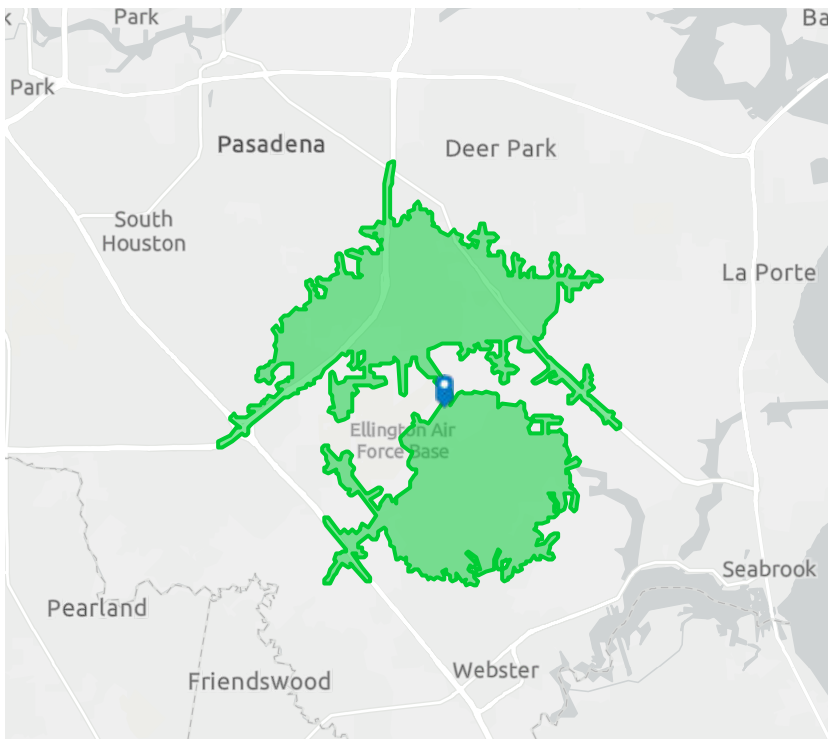 Park
Ba
Park
Pasadena
Deer Park
South
Houston
La Porte
Ellington Air
Force Base
Seabrook
Pearland
Webster
Friendswood